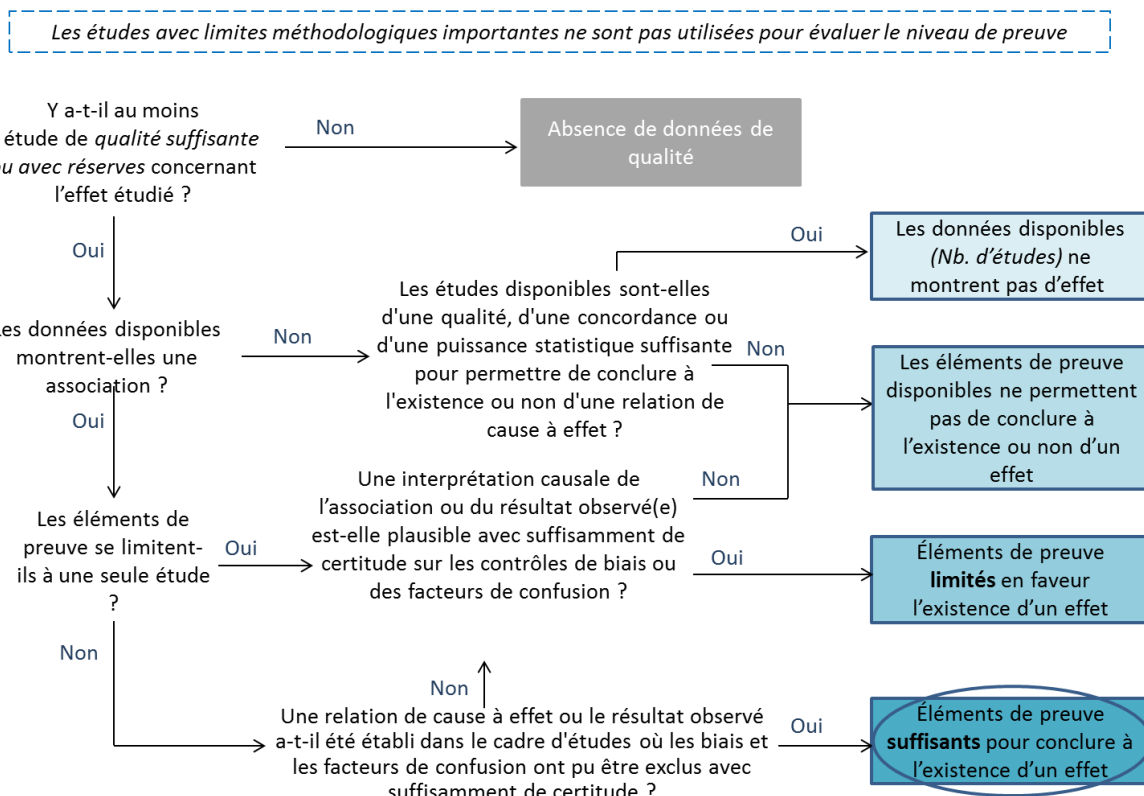 Les études avec limites méthodologiques importantes ne sont pas utilisées pour évaluer le niveau de preuve
Y a-t-il au moins
étude de qualité suffisante
ou avec réserves concernant
l'effet étudié ?
Non
Absence de données de
qualité
Oui
Les données disponibles
montrent-elles une
association ?
Non
Les études disponibles sont-elles
d'une qualité, d'une concordance ou
d'une puissance statistique suffisante
pour permettre de conclure à
l'existence ou non d'une relation de
cause à effet ?
Oui
Les données disponibles
(Nb. d'études) ne
montrent pas d'effet
Non
Les éléments de preuve
disponibles ne permettent
pas de conclure à
l'existence ou non d'un
effet
Oui
Les éléments de
preuve se limitent-
ils à une seule étude
?
Oui
Une interprétation causale de
l'association ou du résultat observé(e)
est-elle plausible avec suffisamment de
certitude sur les contrôles de biais ou
des facteurs de confusion ?
Non
Oui
Éléments de preuve
limités en faveur
l'existence d'un effet
Non
Non
Une relation de cause à effet ou le résultat observé
a-t-il été établi dans le cadre d'études où les biais et
les facteurs de confusion ont pu être exclus avec
suffisamment de certitude ?
Oui
Éléments de preuve
suffisants pour conclure à
l'existence d'un effet